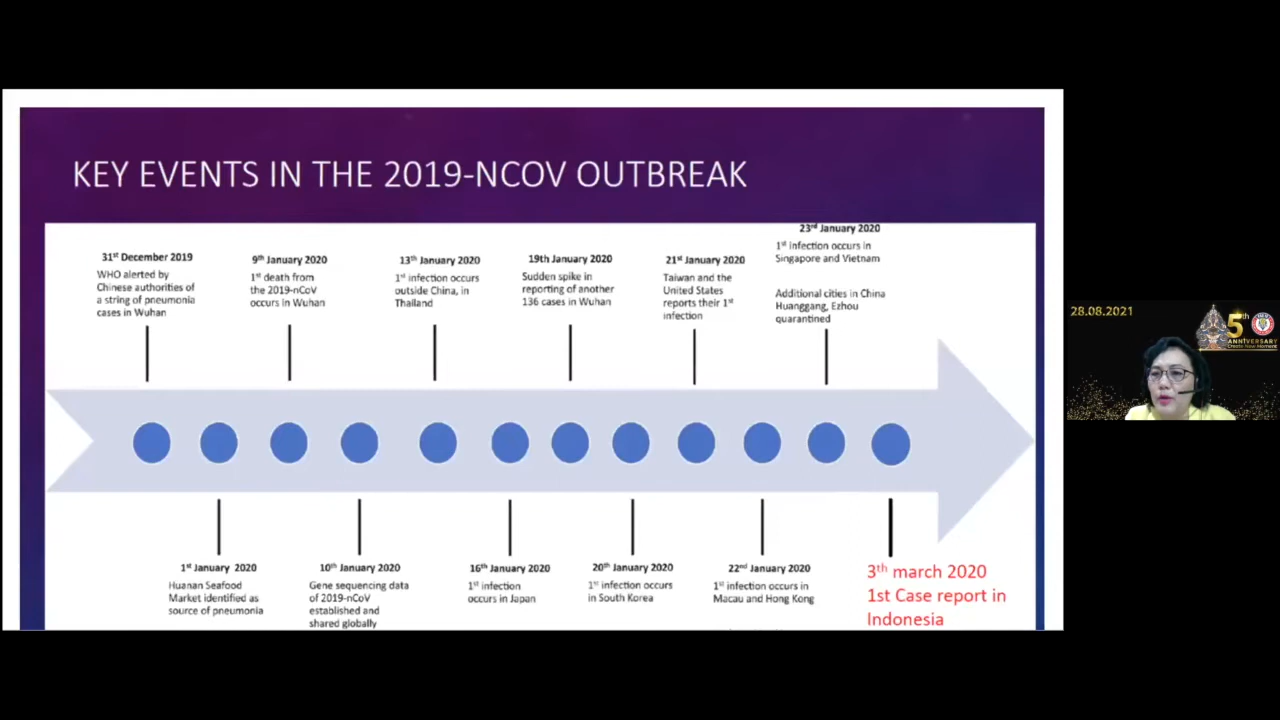 KEY EVENTS IN THE 2019-NCOV OUTBREAK
31st December 2019
WHO alerted by
Chinese authorities of
a string of pneumonia
cases in Wuhan
9th January 2020
1st death from
the 2019-nCoV
occurs in Wuhan
13th January 2020
1st infection occurs
outside China, in
Thailand
19th January 2020
Sudden spike in
reporting of another
136 cases in Wuhan
21st January 2020
Taiwan and the
United States
reports their 1st
infection
23rd January 2020
1st infection occurs in
Singapore and Vietnam
Additional cities in China
Huanggang, Ezhou
quarantined
1st January 2020
Huanan Seafood
Market identified as
source of pneumonia
10th January 2020
Gene sequencing data
of 2019-nCoV
established and
shared globally
16th January 2020
1st infection
occurs in Japan
20th January 2020
1st infection occurs
in South Korea
22nd January 2020
1st infection occurs in
Macau and Hong Kong
3th march 2020
1st Case report in
Indonesia
28.08.2021
5th
ANNIVERSARY
Create New Moment